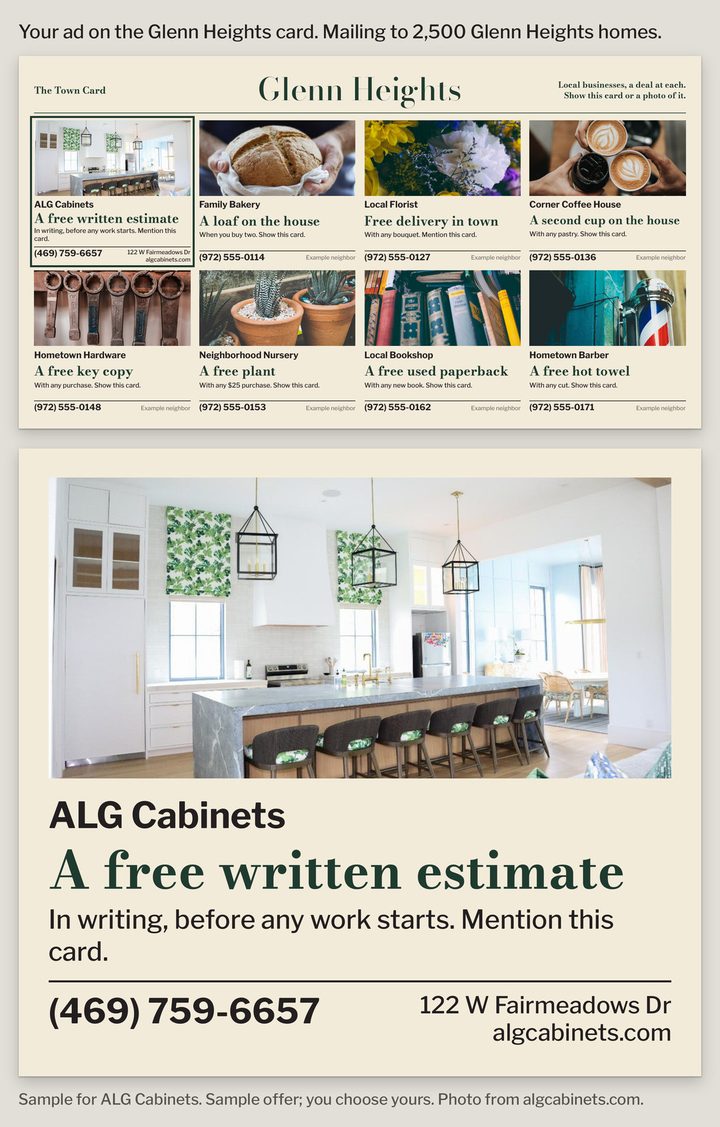 Your ad on the Glenn Heights card. Mailing to 2,500 Glenn Heights homes.
The Town Card
Glenn Heights
Local businesses, a deal at each.
Show this card or a photo of it.
ALG Cabinets
A free written estimate
In writing, before any work starts. Mention this
card.
(469) 759-6657
122 W Fairmeadows Dr
algcabinets.com
Family Bakery
A loaf on the house
When you buy two. Show this card.
(972) 555-0114
Example neighbor
Local Florist
Free delivery in town
With any bouquet. Mention this card.
(972) 555-0127
Example neighbor
Corner Coffee House
A second cup on the house
With any pastry. Show this card.
(972) 555-0136
Example neighbor
Hometown Hardware
A free key copy
With any purchase. Show this card.
(972) 555-0148
Example neighbor
Neighborhood Nursery
A free plant
With any $25 purchase. Show this card.
(972) 555-0153
Example neighbor
Local Bookshop
A free used paperback
With any new book. Show this card.
(972) 555-0162
Example neighbor
Hometown Barber
A free hot towel
With any cut. Show this card.
(972) 555-0171
Example neighbor
ALG Cabinets
A free written estimate
In writing, before any work starts. Mention this
card.
(469) 759-6657
122 W Fairmeadows Dr
algcabinets.com
Sample for ALG Cabinets. Sample offer; you choose yours. Photo from algcabinets.com.